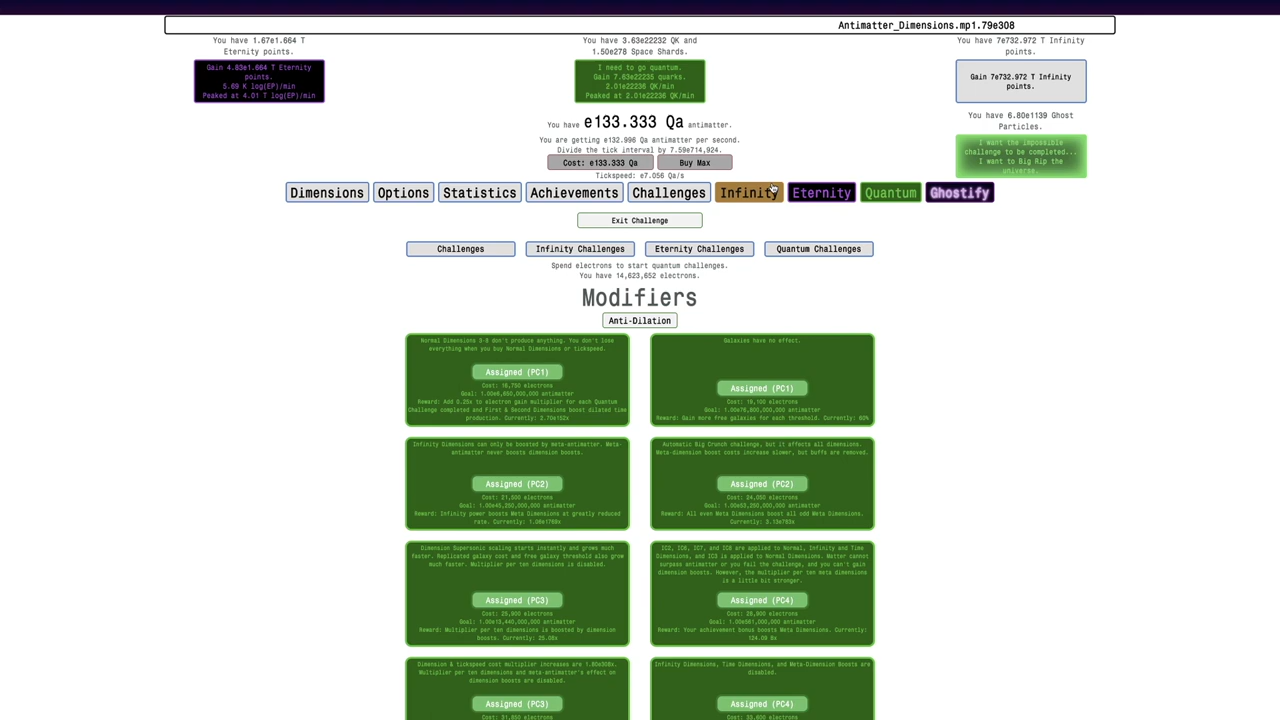 Antimatter_Dimensions.mp1.79e308
You have 1.67e1.664 T
Eternity points.
Gain 4.83e1.664 T Eternity
points.
5.69 K log(EP)/min
Peaked at 4.01 T log(EP)/min
You have 3.63e22232 QK and
1.50e278 Space Shards.
I need to go quantum.
Gain 7.63e22235 quarks.
2.01e22236 QK/min
Peaked at 2.01e22236 QK/min
You have 7e732.972 T Infinity
points.
Gain 7e732.972 T Infinity
points.
You have 6.80e1139 Ghost
Particles.
I want the impossible
challenge to be completed...
I want to Big Rip the
universe.
You have e133.333 Qa antimatter.
You are getting e132.996 Qa antimatter per second.
Divide the tick interval by 7.59e714,924.
Cost: e133.333 Qa
Buy Max
Tickspeed: e7.056 Qa/s
Dimensions
Options
Statistics
Achievements
Challenges
Infinity
Eternity
Quantum
Ghostify
Exit Challenge
Challenges
Infinity Challenges
Eternity Challenges
Quantum Challenges
Spend electrons to start quantum challenges.
You have 14,623,652 electrons.
Modifiers
Anti-Dilation
Normal Dimensions 3-8 don't produce anything. You don't lose
everything when you buy Normal Dimensions or tickspeed.
Assigned (PC1)
Cost: 16,750 electrons
Goal: 1.00e6,650,000,000 antimatter
Reward: Add 0.25x to electron gain multiplier for each Quantum
Challenge completed and First & Second Dimensions boost dilated time
production. Currently: 2.70e152x
Galaxies have no effect.
Assigned (PC1)
Cost: 19,100 electrons
Goal: 1.00e76,800,000,000 antimatter
Reward: Gain more free galaxies for each threshold. Currently: 60%
Infinity Dimensions can only be boosted by meta-antimatter. Meta-
antimatter never boosts dimension boosts.
Assigned (PC2)
Cost: 21,500 electrons
Goal: 1.00e45,250,000,000 antimatter
Reward: Infinity power boosts Meta Dimensions at greatly reduced
rate. Currently: 1.06e1760x
Automatic Big Crunch challenge, but it effects all dimensions.
Meta-dimension boost costs increase slower, but buffs are removed.
Assigned (PC2)
Cost: 24,050 electrons
Goal: 1.00e53,250,000,000 antimatter
Reward: All even Meta Dimensions boost all odd Meta Dimensions.
Currently: 3.13e783x
Dimension Supersonic scaling starts instantly and grows much
faster. Replicated galaxy cost and free galaxy threshold also grow
much faster. Multiplier per ten dimensions is disabled.
Assigned (PC3)
Cost: 25,900 electrons
Goal: 1.00e13,440,000,000 antimatter
Reward: Multiplier per ten dimensions is boosted by dimension
boosts. Currently: 25.08x
IC2, IC6, IC7, and IC8 are applied to Normal, Infinity and Time
Dimensions, and IC3 is applied to Normal Dimensions. Matter cannot
surpass antimatter or you fail the challenge, and you can't gain
dimension boosts. However, the multiplier per ten meta dimensions
is a little bit stronger.
Assigned (PC4)
Cost: 28,900 electrons
Goal: 1.00e561,000,000 antimatter
Reward: Your achievement bonus boosts Meta Dimensions. Currently:
Dimension & tickspeed cost multiplier increases are 1.80e308x.
Multiplier per ten dimensions and meta-antimatter's effect on
dimension boosts are disabled.
Assigned (PC3)
Cost: 31,850 electrons
Infinity Dimensions, Time Dimensions, and Meta-Dimension Boosts are
disabled.
Assigned (PC4)
Cost: 33,600 electrons